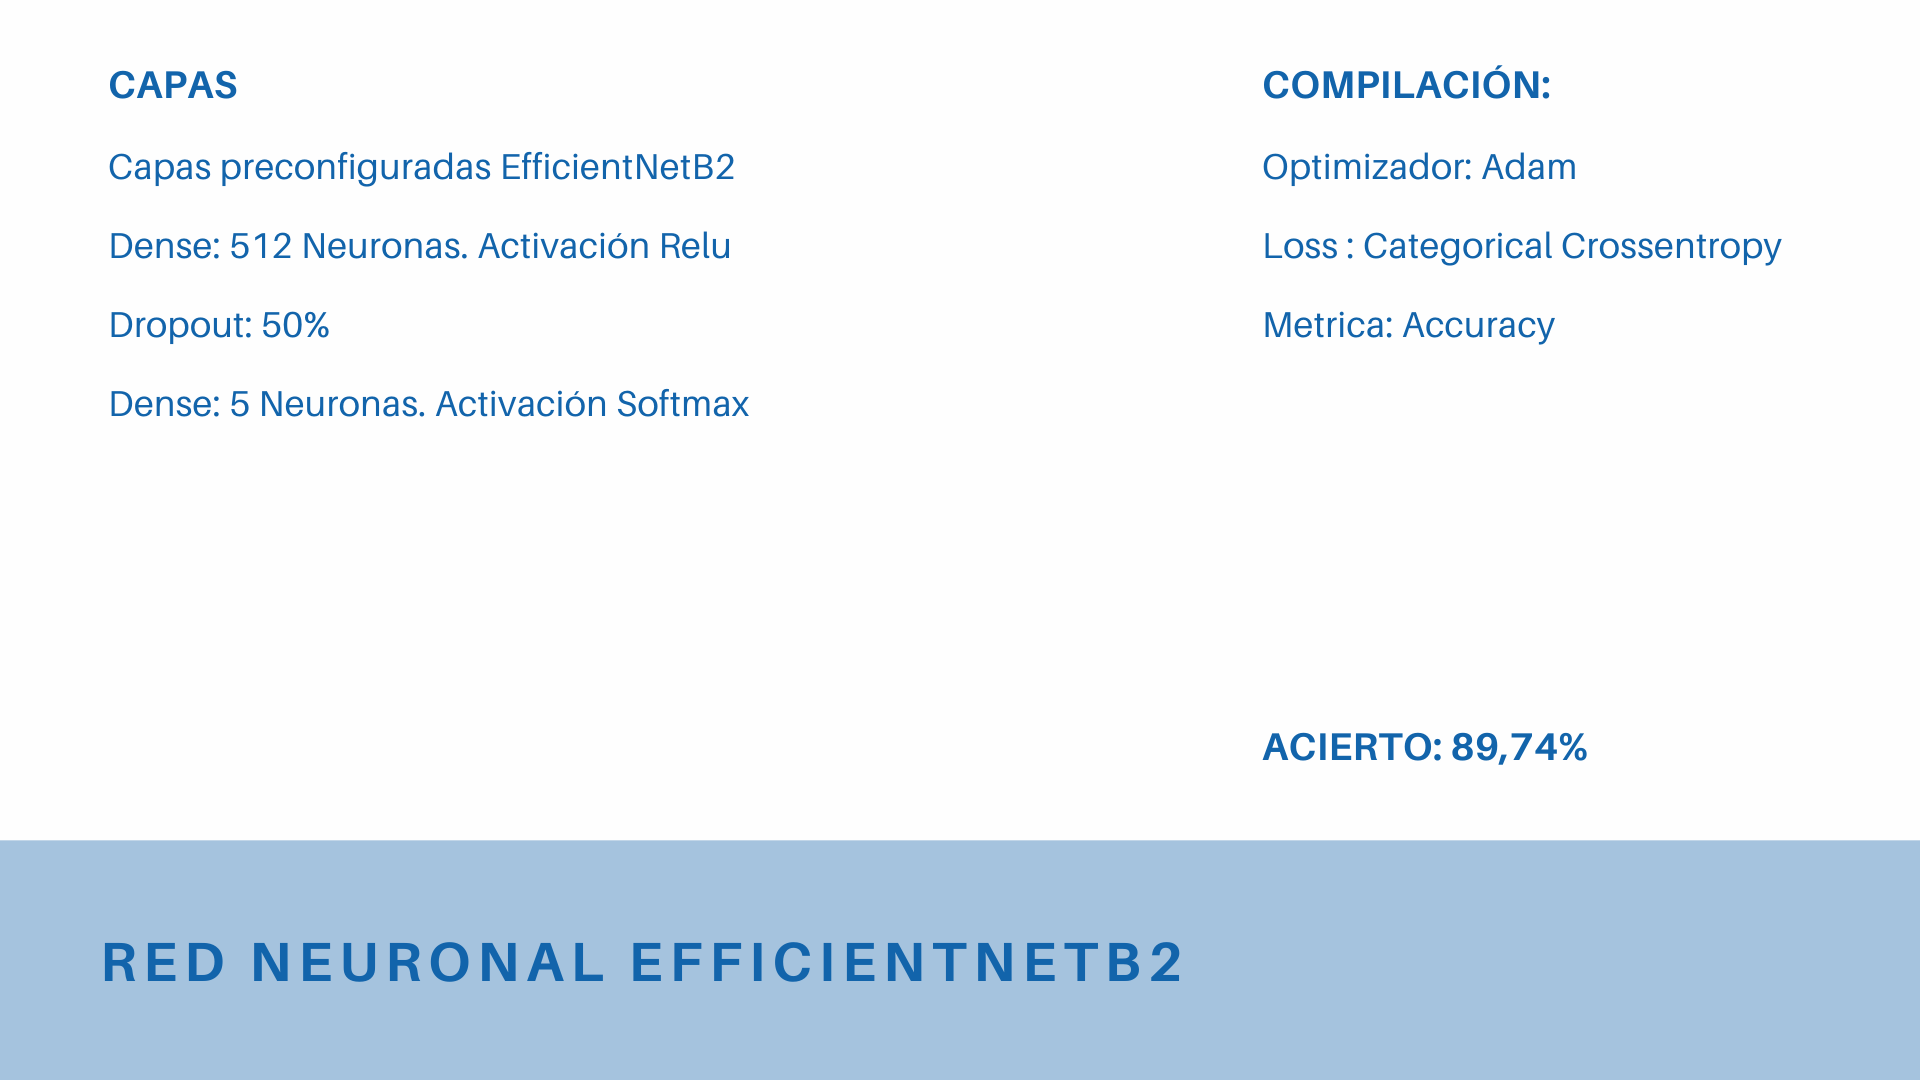 CAPAS
Capas preconfiguradas EfficientNetB2
Dense: 512 Neuronas. Activación Relu
Dropout: 50%
Dense: 5 Neuronas. Activación Softmax
COMPILACIÓN:
Optimizador: Adam
Loss : Categorical Crossentropy
Metrica: Accuracy
ACIERTO: 89,74%
RED NEURONAL EFFICIENTNETB2